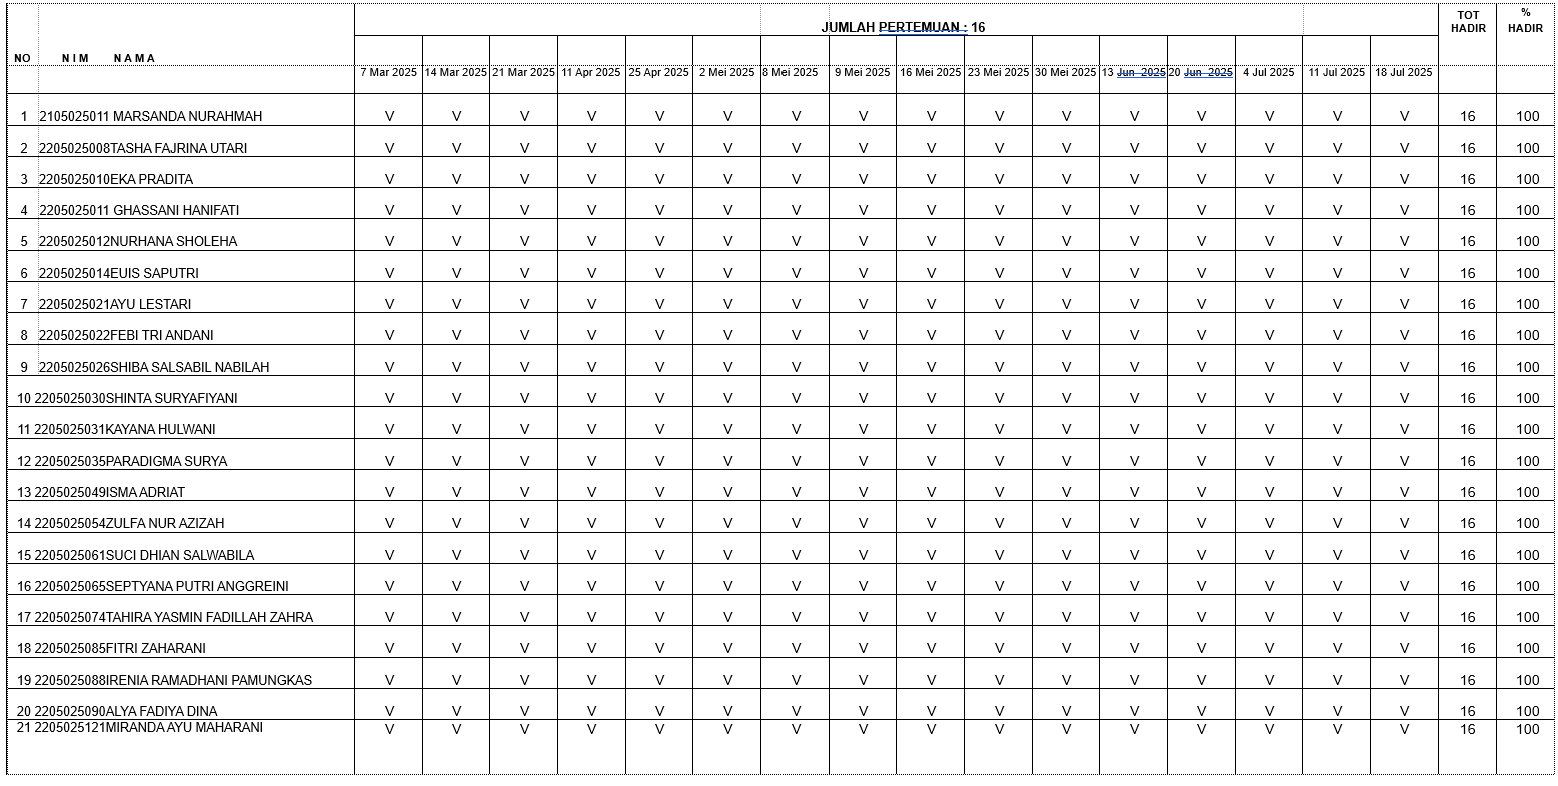 JUMLAH PERTEMUAN : 16 TOT HADIR % HADIR
NO N I M N A M A
7 Mar 2025 14 Mar 2025 21 Mar 2025 11 Apr 2025 25 Apr 2025 2 Mei 2025 8 Mei 2025 9 Mei 2025 16 Mei 2025 23 Mei 2025 30 Mei 2025 13 Jun 2025 20 Jun 2025 4 Jul 2025 11 Jul 2025 18 Jul 2025
1 2105025011 MARSANDA NURAHMAH V V V V V V V V V V V V V V V V 16 100
2 2205025008TASHA FAJRINA UTARI V V V V V V V V V V V V V V V V 16 100
3 2205025010EKA PRADITA V V V V V V V V V V V V V V V V 16 100
4 2205025011 GHASSANI HANIFATI V V V V V V V V V V V V V V V V 16 100
5 2205025012NURHANA SHOLEHA V V V V V V V V V V V V V V V V 16 100
6 2205025014EUIS SAPUTRI V V V V V V V V V V V V V V V V 16 100
7 2205025021AYU LESTARI V V V V V V V V V V V V V V V V 16 100
8 2205025022FEBI TRI ANDANI V V V V V V V V V V V V V V V V 16 100
9 2205025026SHIBA SALSABIL NABILAH V V V V V V V V V V V V V V V V 16 100
10 2205025030SHINTA SURYAFIYANI V V V V V V V V V V V V V V V V 16 100
11 2205025031KAYANA HULWANI V V V V V V V V V V V V V V V V 16 100
12 2205025035PARADIGMA SURYA V V V V V V V V V V V V V V V V 16 100
13 2205025049ISMA ADRIAT V V V V V V V V V V V V V V V V 16 100
14 2205025054ZULFA NUR AZIZAH V V V V V V V V V V V V V V V V 16 100
15 2205025061SUCI DHIAN SALWABILA V V V V V V V V V V V V V V V V 16 100
16 2205025065SEPTYANA PUTRI ANGGREINI V V V V V V V V V V V V V V V V 16 100
17 2205025074TAHIRA YASMIN FADILLAH ZAHRA V V V V V V V V V V V V V V V V 16 100
18 2205025085FITRI ZAHARANI V V V V V V V V V V V V V V V V 16 100
19 2205025088IRENIA RAMADHANI PAMUNGKAS V V V V V V V V V V V V V V V V 16 100
20 2205025090ALYA FADIYA DINA V V V V V V V V V V V V V V V V 16 100
21 2205025121MIRANDA AYU MAHARANI V V V V V V V V V V V V V V V V 16 100